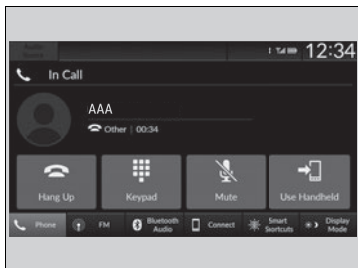 12:34
In Call
AAA
Other | 00:34
Hang Up
Keypad
Mute
Use Handheld
Phone
FM
Bluetooth
Audio
Connect
Smart
Shortcuts
Display
Mode